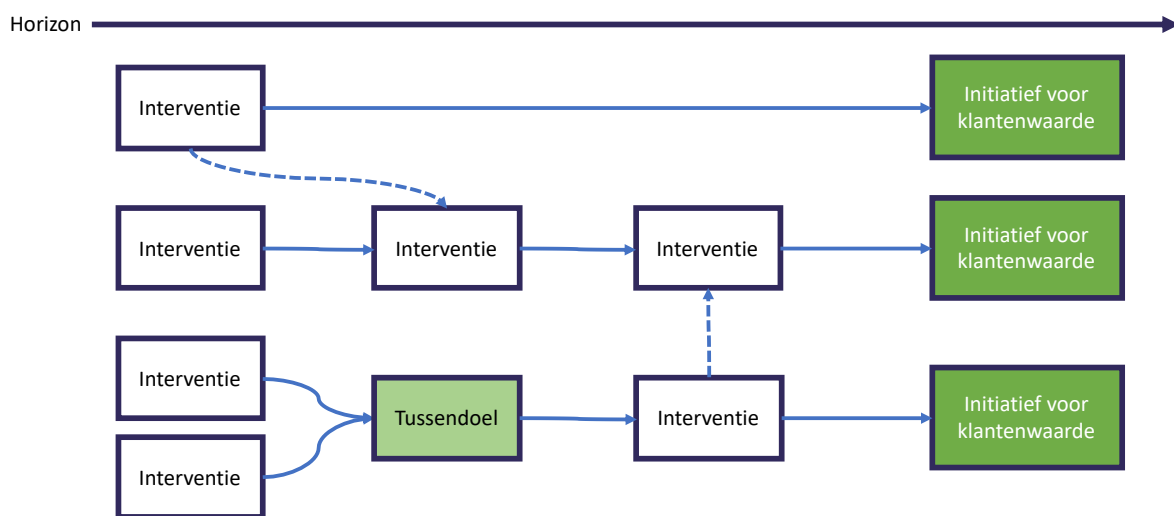 Horizon
Interventie
Initiatief voor
klantenwaarde
Interventie
Interventie
Interventie
Initiatief voor
klantenwaarde
Interventie
Interventie
Tussendoel
Interventie
Initiatief voor
klantenwaarde